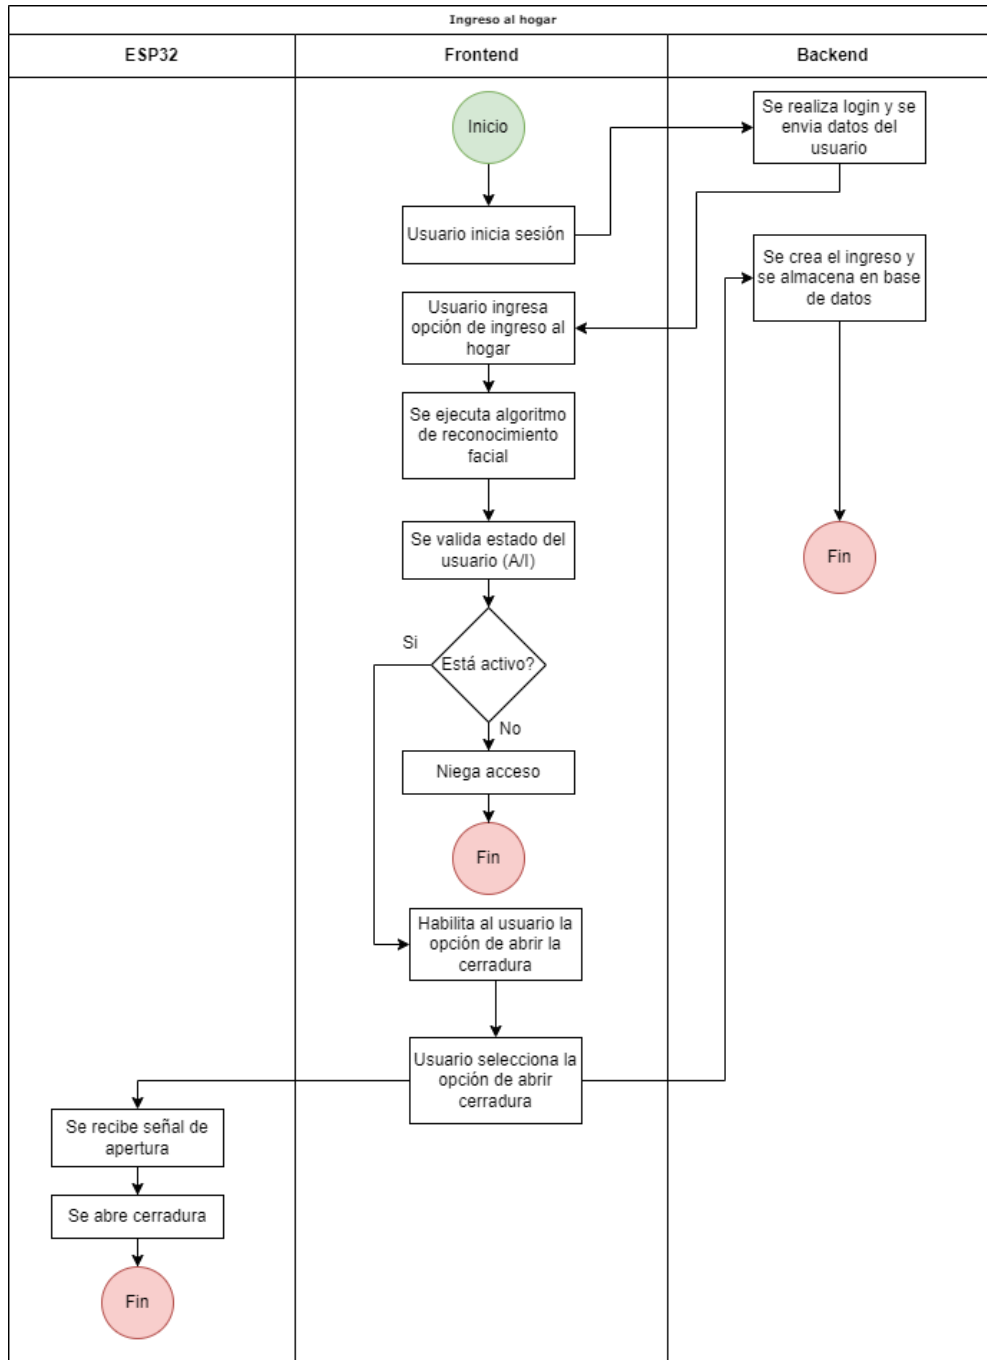 Ingreso al hogar
ESP32
Frontend
Backend
Inicio
Se realiza login y se
envia datos del
usuario
Usuario inicia sesión
Se crea el ingreso y
se almacena en base
de datos
Usuario ingresa
opción de ingreso al
hogar
Se ejecuta algoritmo
de reconocimiento
facial
Se valida estado del
usuario (A/I)
Fin
Si
Está activo?
No
Niega acceso
Fin
Habilita al usuario la
opción de abrir la
cerradura
Usuario selecciona la
opción de abrir
cerradura
Se recibe señal de
apertura
Se abre cerradura
Fin